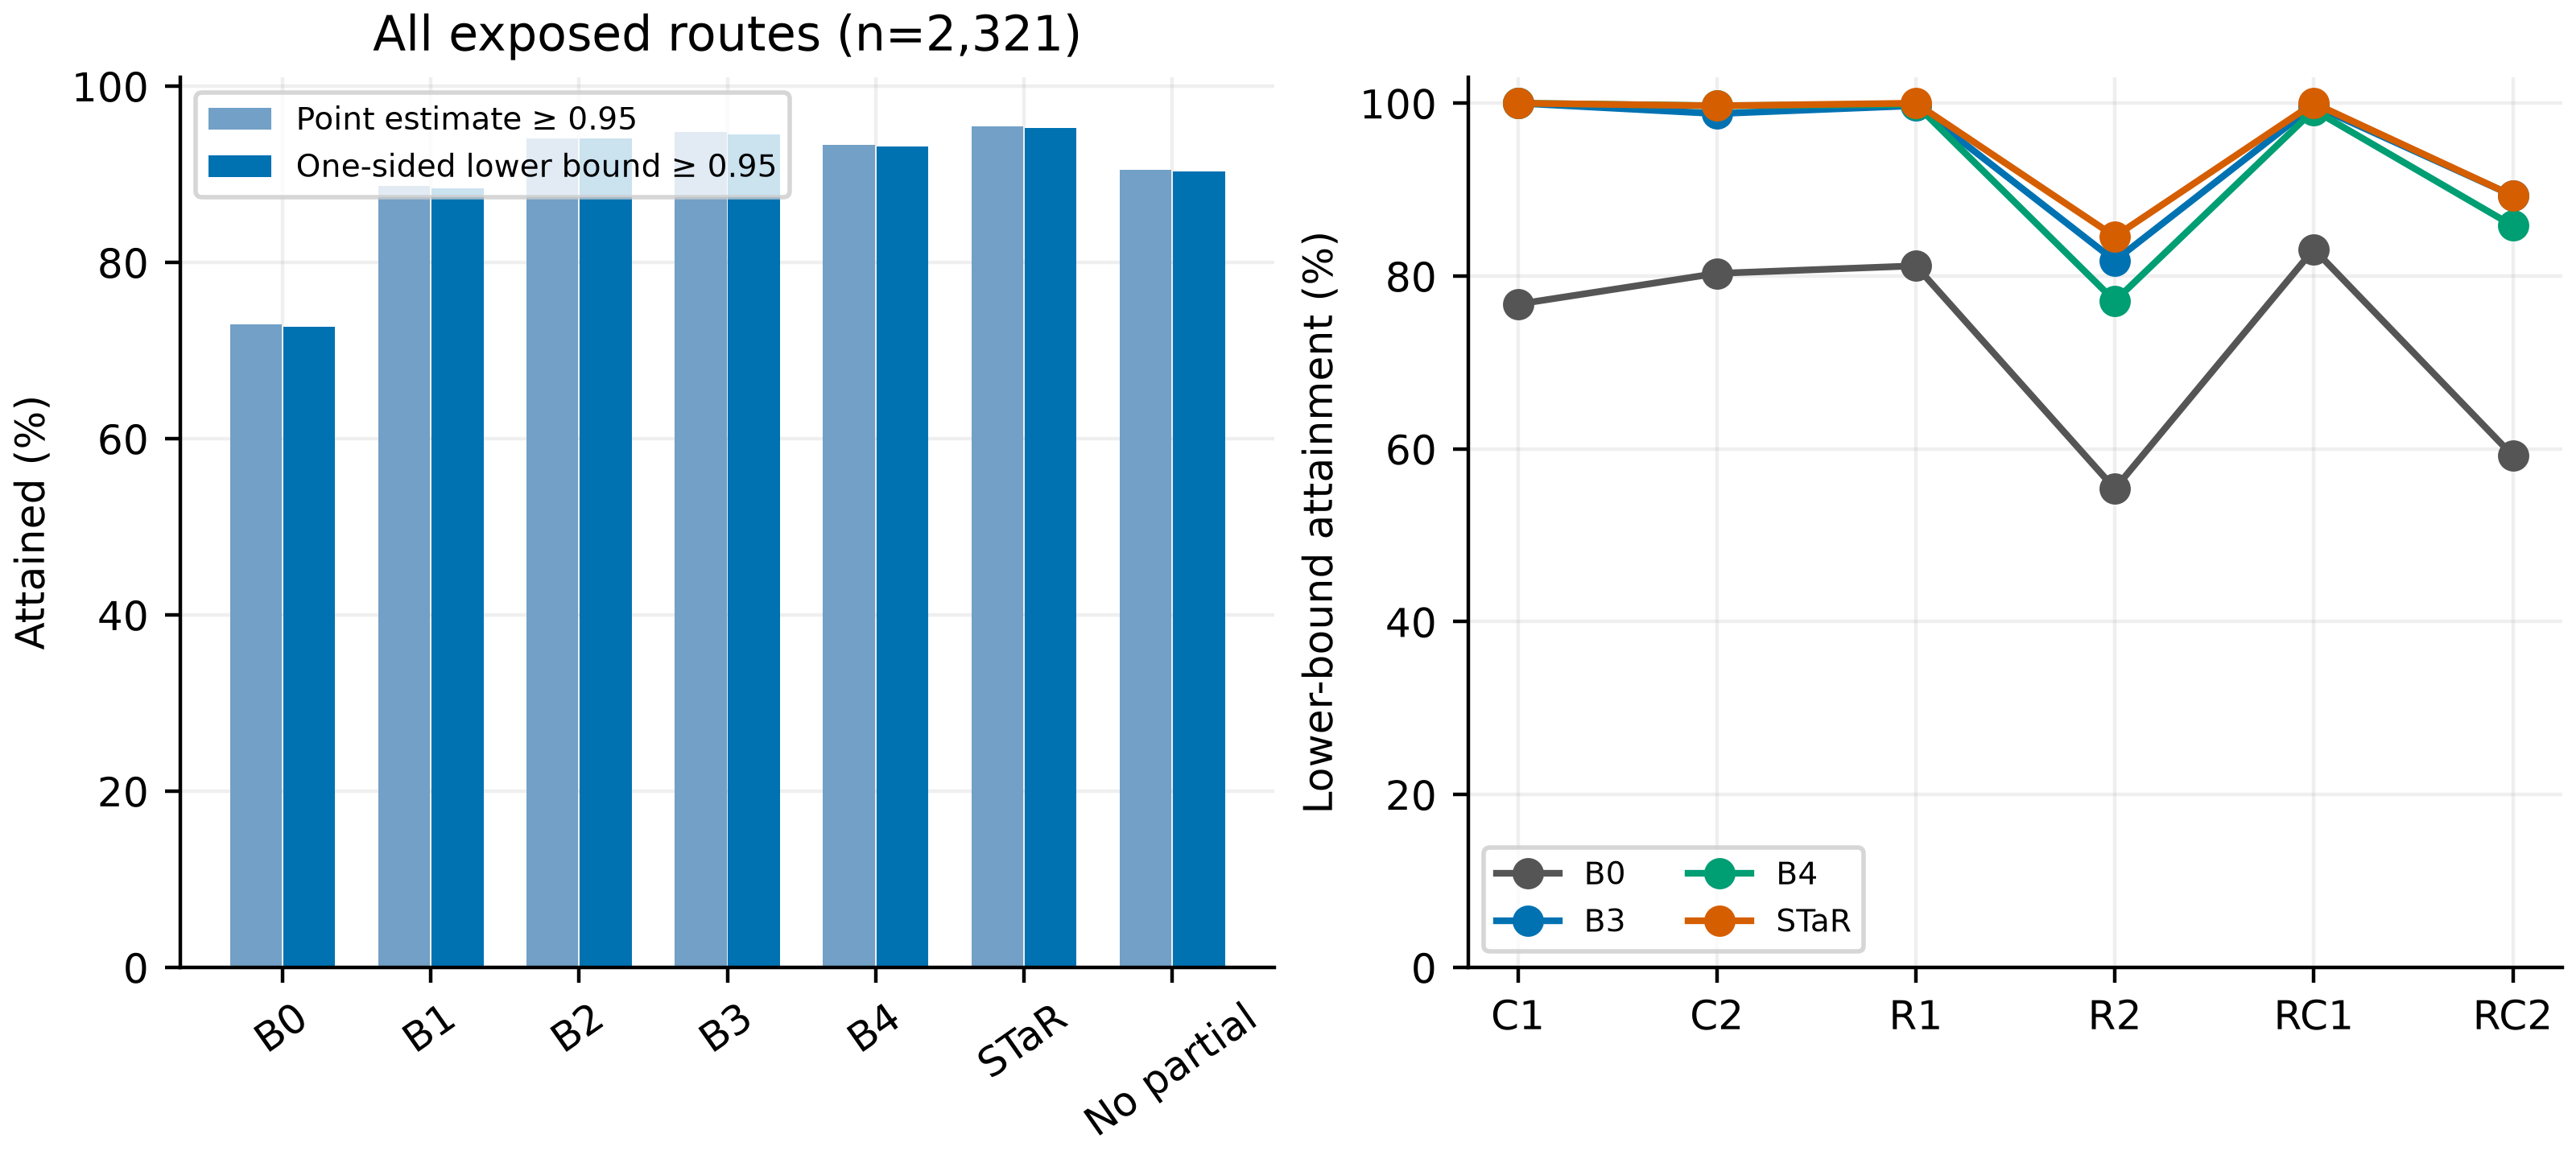 All exposed routes (n=2,321)
Attained (%)
100
80
60
40
20
0
Point estimate ≥ 0.95
One-sided lower bound ≥ 0.95
B0
B1
B2
B3
B4
STaR
No partial
Lower-bound attainment (%)
100
80
60
40
20
0
B0
B3
B4
STaR
C1
C2
R1
R2
RC1
RC2